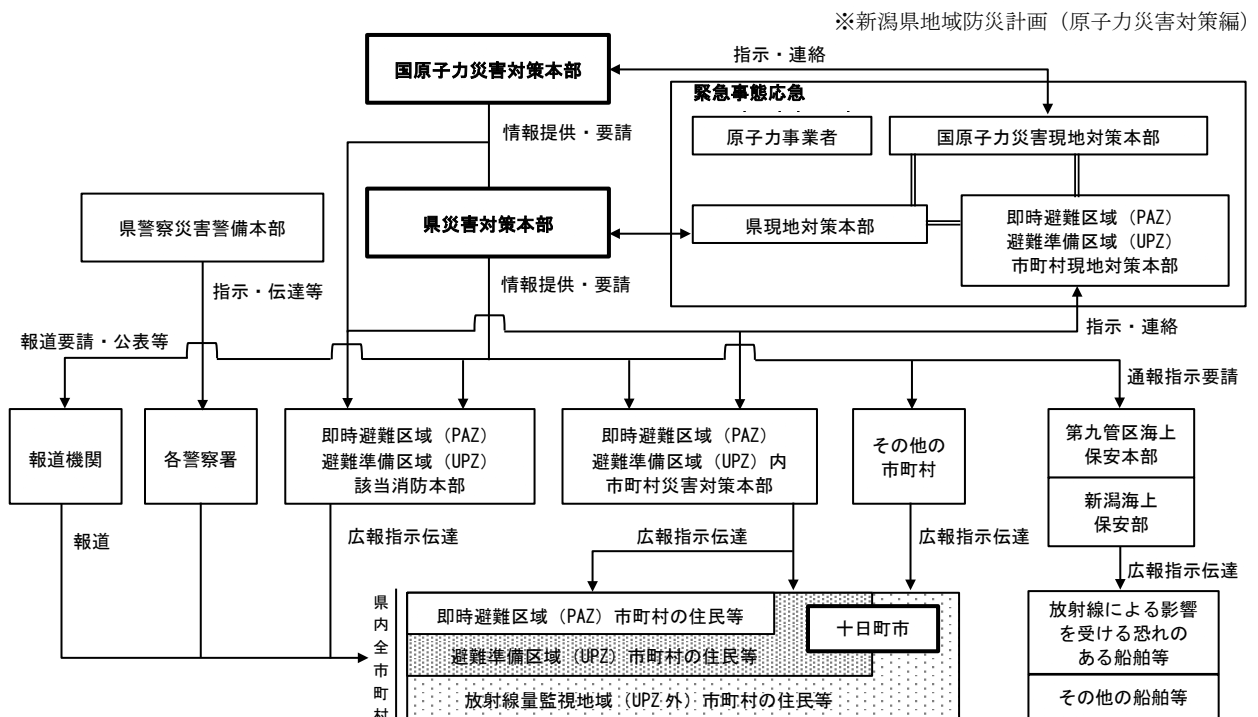 ※新潟県地域防災計画（原子力災害対策編）
指示・連絡
国原子力災害対策本部
緊急事態応急
原子力事業者
国原子力災害現地対策本部
情報提供・要請
県警察災害警備本部
県災害対策本部
県現地対策本部
即時避難区域（PAZ）
避難準備区域（UPZ）
市町村現地対策本部
指示・伝達等
情報提供・要請
報道要請・公表等
指示・連絡
通報指示要請
報道機関
各警察署
即時避難区域（PAZ）
避難準備区域（UPZ）
該当消防本部
即時避難区域（PAZ）
避難準備区域（UPZ）内
市町村災害対策本部
その他の
市町村
第九管区海上
保安本部
新潟海上
保安部
報道
広報指示伝達
広報指示伝達
広報指示伝達
広報指示伝達
県内全市町村
即時避難区域（PAZ）市町村の住民等
十日町市
避難準備区域（UPZ）市町村の住民等
放射線量監視地域（UPZ外）市町村の住民等
放射線による影響
を受ける恐れの
ある船舶等
その他の船舶等